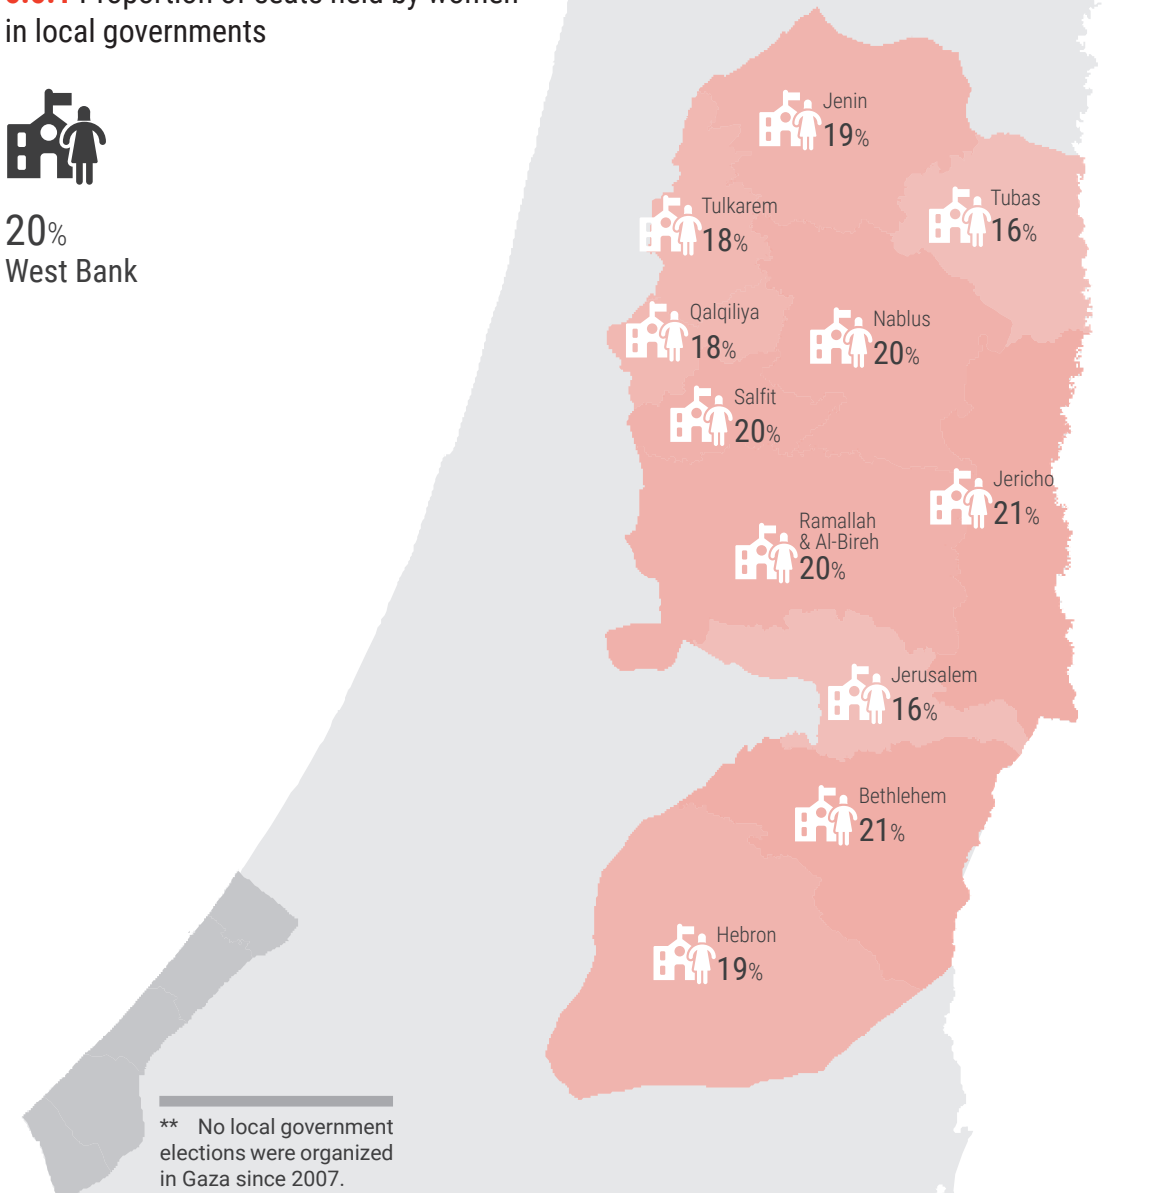 in local governments
20%
West Bank
Jenin
19%
Tubas
16%
Tulkarem
18%
Qalqiliya
18%
Nablus
20%
Salfit
20%
Jericho
21%
Ramallah
& Al-Bireh
20%
Jerusalem
16%
Bethlehem
21%
Hebron
19%
** No local government
elections were organized
in Gaza since 2007.